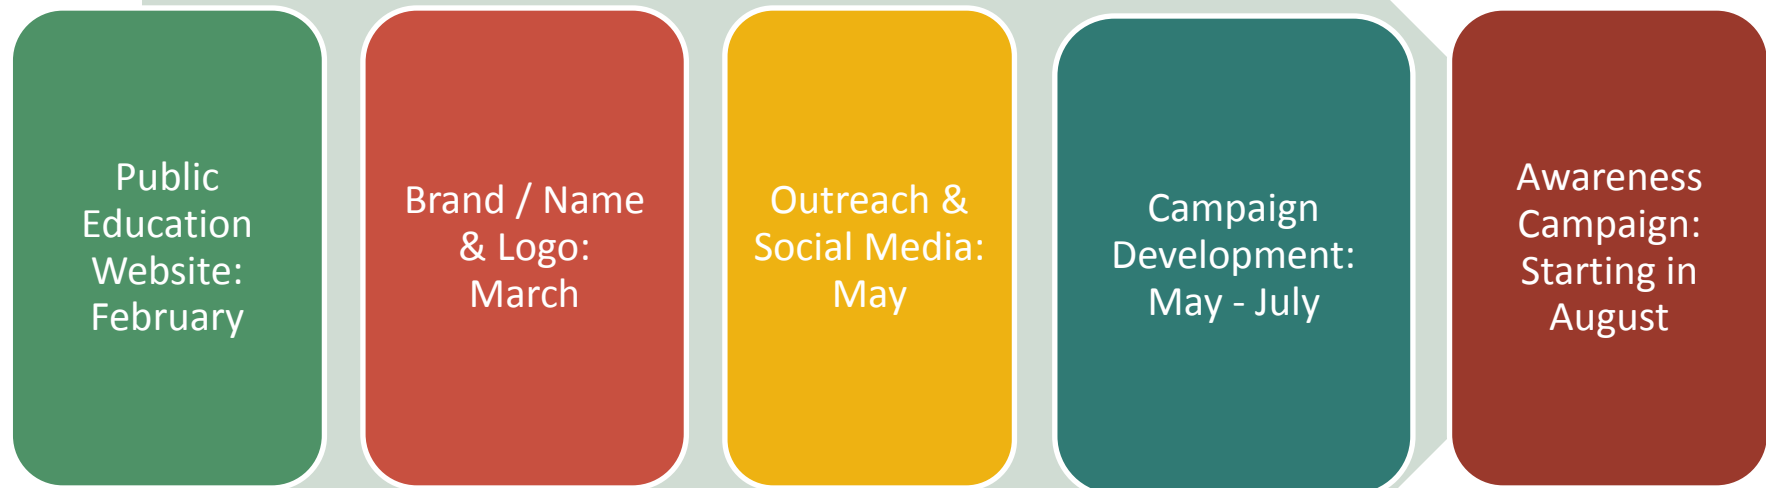 Public
Education
Website:
February
Brand / Name
& Logo:
March
Outreach &
Social Media:
May
Campaign
Development:
May - July
Awareness
Campaign:
Starting in
August